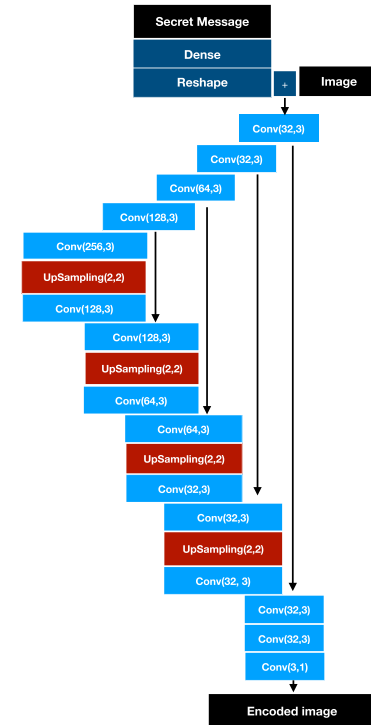 Secret Message
Dense
Reshape
+
Image
Conv(32,3)
Conv(32,3)
Conv(64,3)
Conv(128,3)
Conv(256,3)
UpSampling(2,2)
Conv(128,3)
Conv(128,3)
UpSampling(2,2)
Conv(64,3)
Conv(64,3)
UpSampling(2,2)
Conv(32,3)
Conv(32,3)
UpSampling(2,2)
Conv(32, 3)
Conv(32,3)
Conv(32,3)
Conv(3,1)
Encoded image